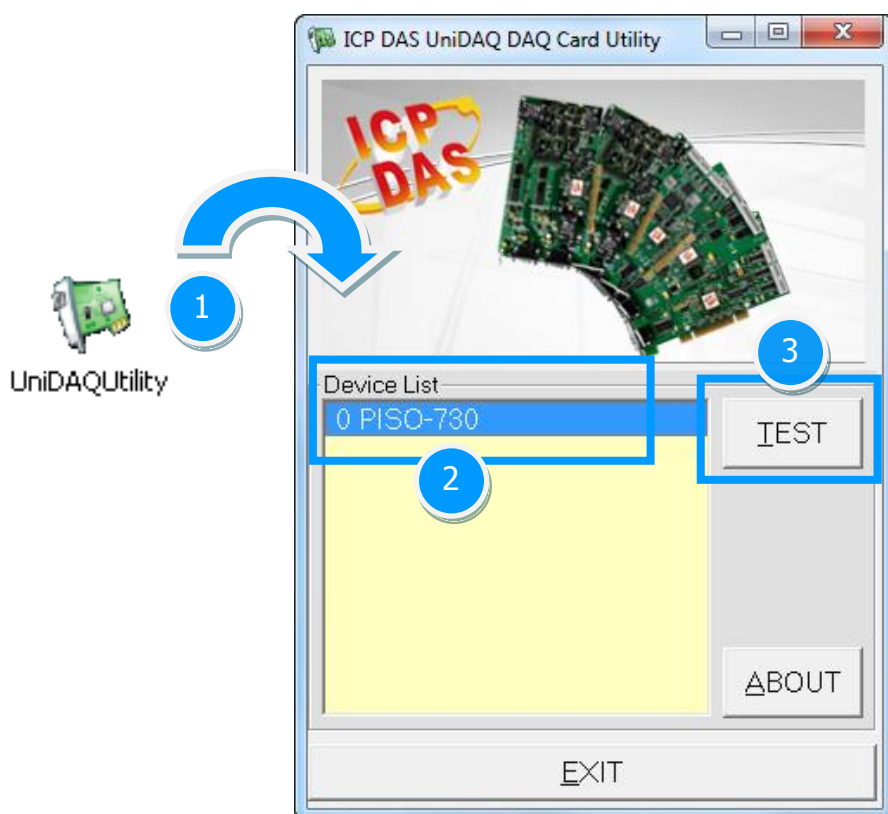 ICP DAS UniDAQ DAQ Card Utility
ICP
DAS
1
UniDAQUtility
3
Device List
0 PISO-730
TEST
2
ABOUT
EXIT